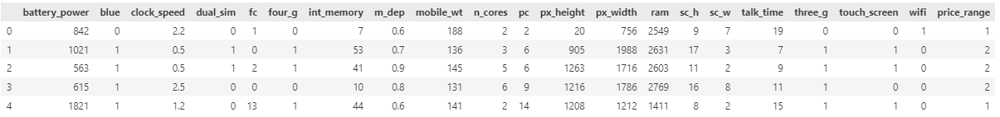 battery_power blue clock_speed dual_sim fc four_g int_memory m_dep mobile_wt n_cores pc px_height px_width ram sc_h sc_w talk_time three_g touch_screen wifi price_range
0 842 0 2.2 0 1 0 7 0.6 188 2 2 20 756 2549 9 7 19 0 0 1 1
1 1021 1 0.5 1 0 1 53 0.7 136 3 6 905 1988 2631 17 3 7 1 1 0 2
2 563 1 0.5 1 2 1 41 0.9 145 5 6 1263 1716 2603 11 2 9 1 1 0 2
3 615 1 2.5 0 0 0 10 0.8 131 6 9 1216 1786 2769 16 8 11 1 0 0 2
4 1821 1 1.2 0 13 1 44 0.6 141 2 14 1208 1212 1411 8 2 15 1 1 0 1